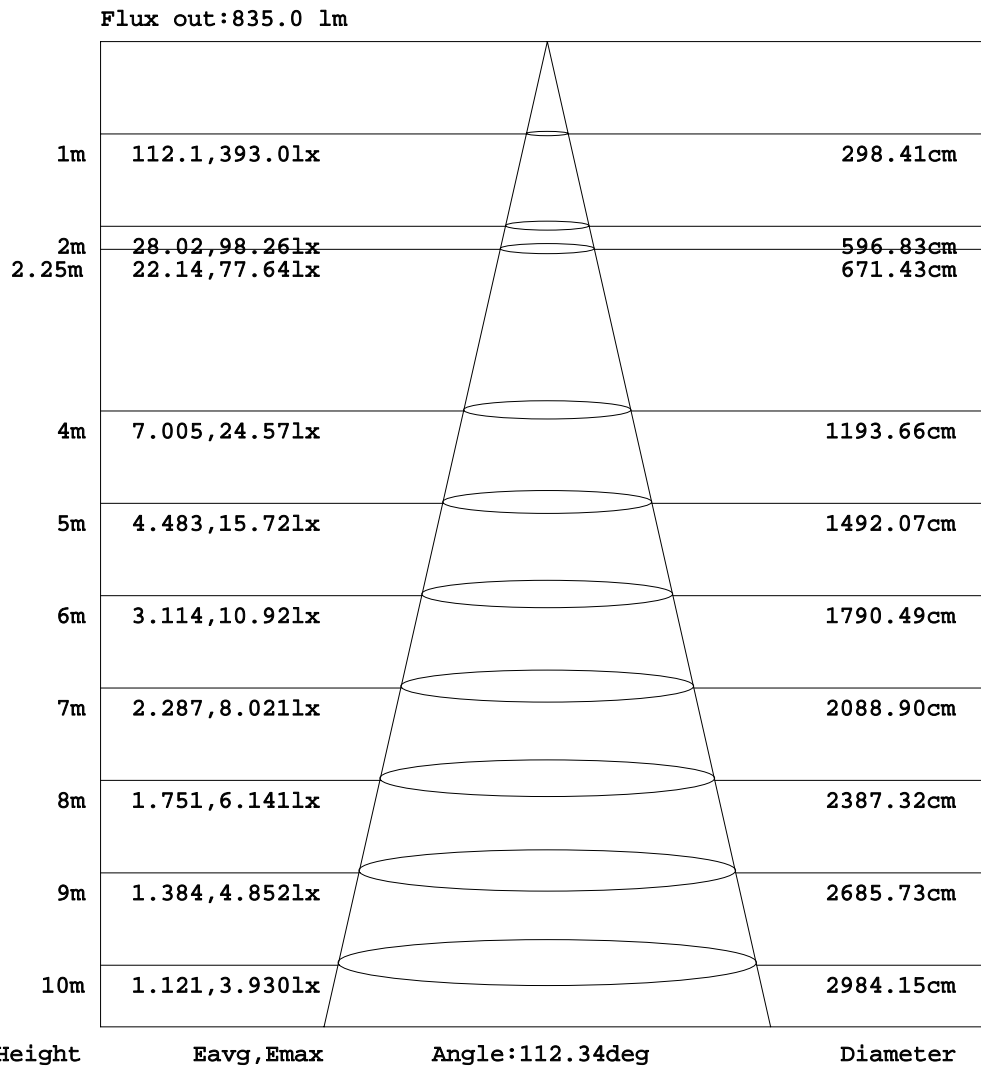 Flux out:835.0 lm
1m 112.1,393.0lx 298.41cm
2m 28.02,98.26lx 596.83cm
2.25m 22.14,77.64lx 671.43cm
4m 7.005,24.57lx 1193.66cm
5m 4.483,15.72lx 1492.07cm
6m 3.114,10.92lx 1790.49cm
7m 2.287,8.021lx 2088.90cm
8m 1.751,6.141lx 2387.32cm
9m 1.384,4.852lx 2685.73cm
10m 1.121,3.930lx 2984.15cm
Height Eavg,Emax Angle:112.34deg Diameter